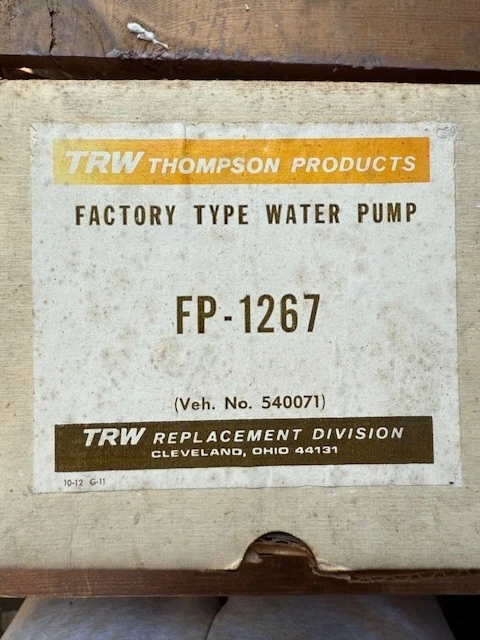 TRW THOMPSON PRODUCTS
FACTORY TYPE WATER PUMP
FP-1267
(Veh. No. 540071)
TRW REPLACEMENT DIVISION
CLEVELAND, OHIO 44131
10-12 G-11